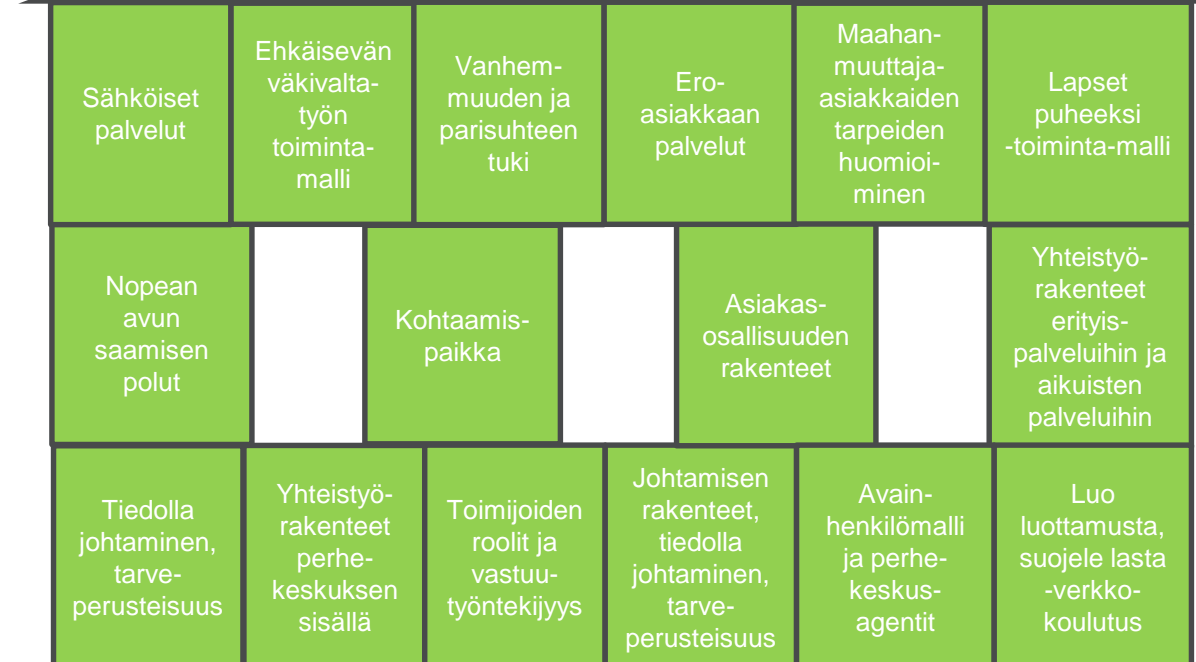 Sähköiset
palvelut
Ehkäisevän
väkivalta-
työn
toiminta-
malli
Vanhem-
muuden ja
parisuhteen
tuki
Ero-
asiakkaan
palvelut
Maahan-
muuttaja-
asiakkaiden
tarpeiden
huomioi-
minen
Lapset
puheeksi
-toiminta-malli
Nopean
avun
saamisen
polut
Kohtaamis-
paikka
Asiakas-
osallisuuden
rakenteet
Yhteistyö-
rakenteet
erityis-
palveluihin ja
aikuisten
palveluihin
Tiedolla
johtaminen,
tarve-
perusteisuus
Yhteistyö-
rakenteet
perhe-
keskuksen
sisällä
Toimijoiden
roolit ja
vastuu-
työntekijyys
Johtamisen
rakenteet,
tiedolla
johtaminen,
tarve-
perusteisuus
Avain-
henkilömalli
ja perhe-
keskus-
agentit
Luo
luottamusta,
suojele lasta
-verkko-
koulutus